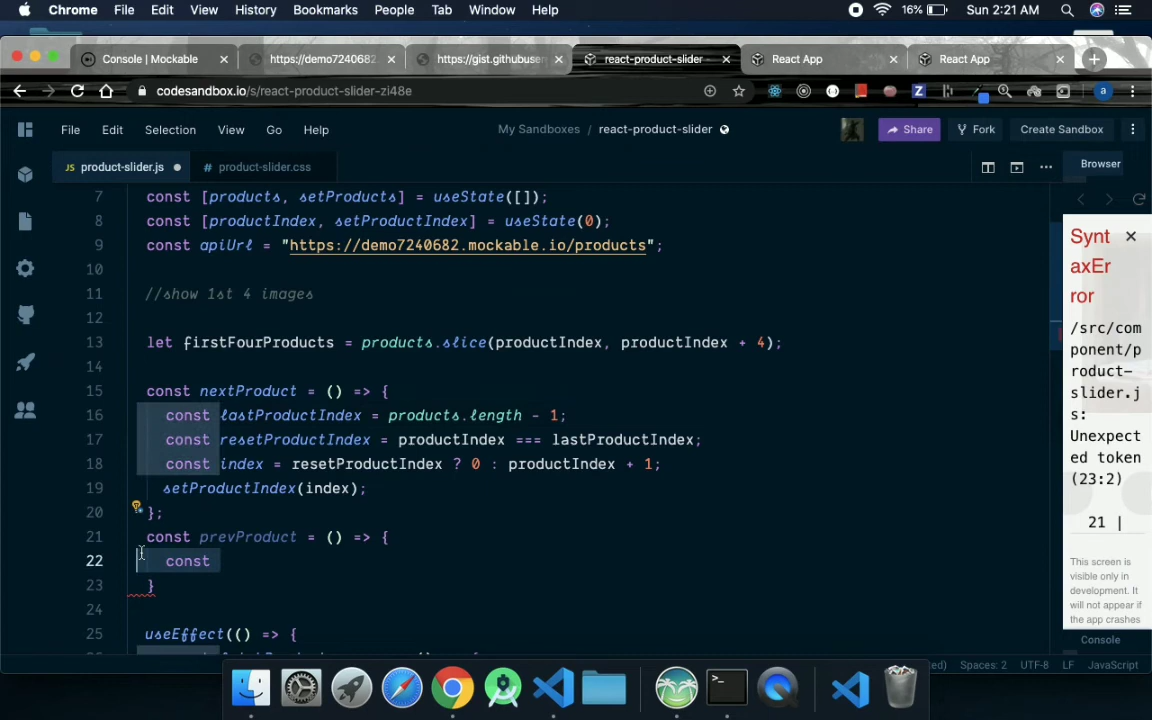 Chrome File Edit View History Bookmarks People Tab Window Help 16% Sun 2:21 AM
Console | Mockable https://demo7240682. https://gist.githubuser react-product-slider React App React App
codesandbox.io/s/react-product-slider-zi48e
File Edit Selection View Go Help My Sandboxes / react-product-slider Share Fork Create Sandbox
JS product-slider.js # product-slider.css Browser
7 const [products, setProducts] = useState([]);
8 const [productIndex, setProductIndex] = useState(0);
9 const apiUrl = "https://demo7240682.mockable.io/products";
10
11 //show 1st 4 images
12
13 let firstFourProducts = products.slice(productIndex, productIndex + 4);
14
15 const nextProduct = () => {
16 const lastProductIndex = products.length - 1;
17 const resetProductIndex = productIndex === lastProductIndex;
18 const index = resetProductIndex ? 0 : productIndex + 1;
19 setProductIndex(index);
20 };
21 const prevProduct = () => {
22 const
23 }
24
25 useEffect(() => {
Synt
axEr
ror
/src/com
ponent/p
roduct-
slider.j
s:
Unexpect
ed token
(23:2)
21 |
This screen is
visible only in
development. It
will not appear if
the app crashes
Console
Spaces: 2 UTF-8 LF JavaScript